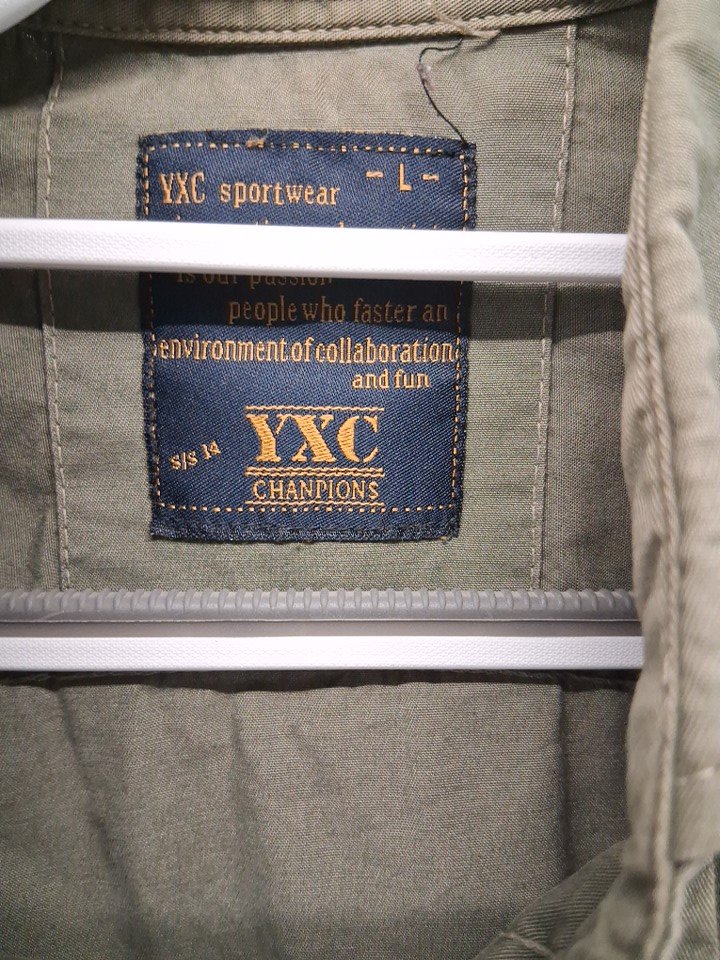 YXC sportwear
- L -
is our passion
people who faster an
environment of collaboration
and fun
S/S 14
YXC
CHANPIONS